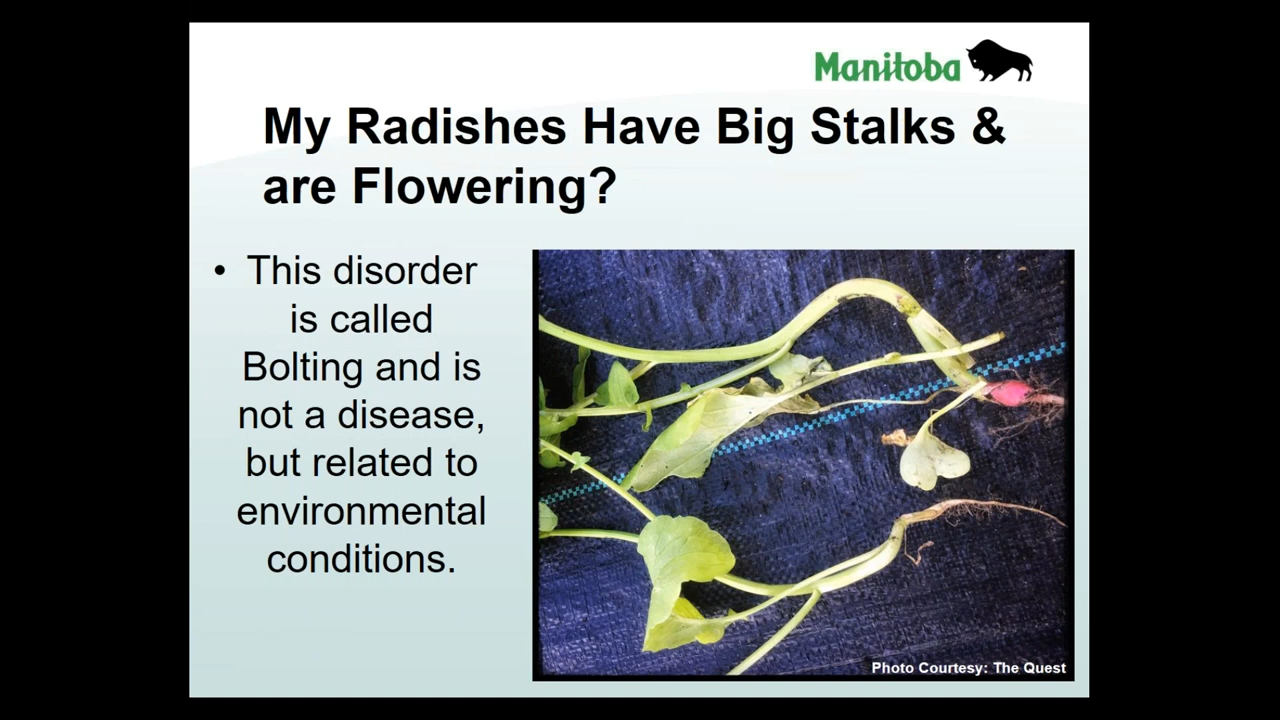 Manitoba
My Radishes Have Big Stalks &
are Flowering?
• This disorder
is called
Bolting and is
not a disease,
but related to
environmental
conditions.
Photo Courtesy: The Quest